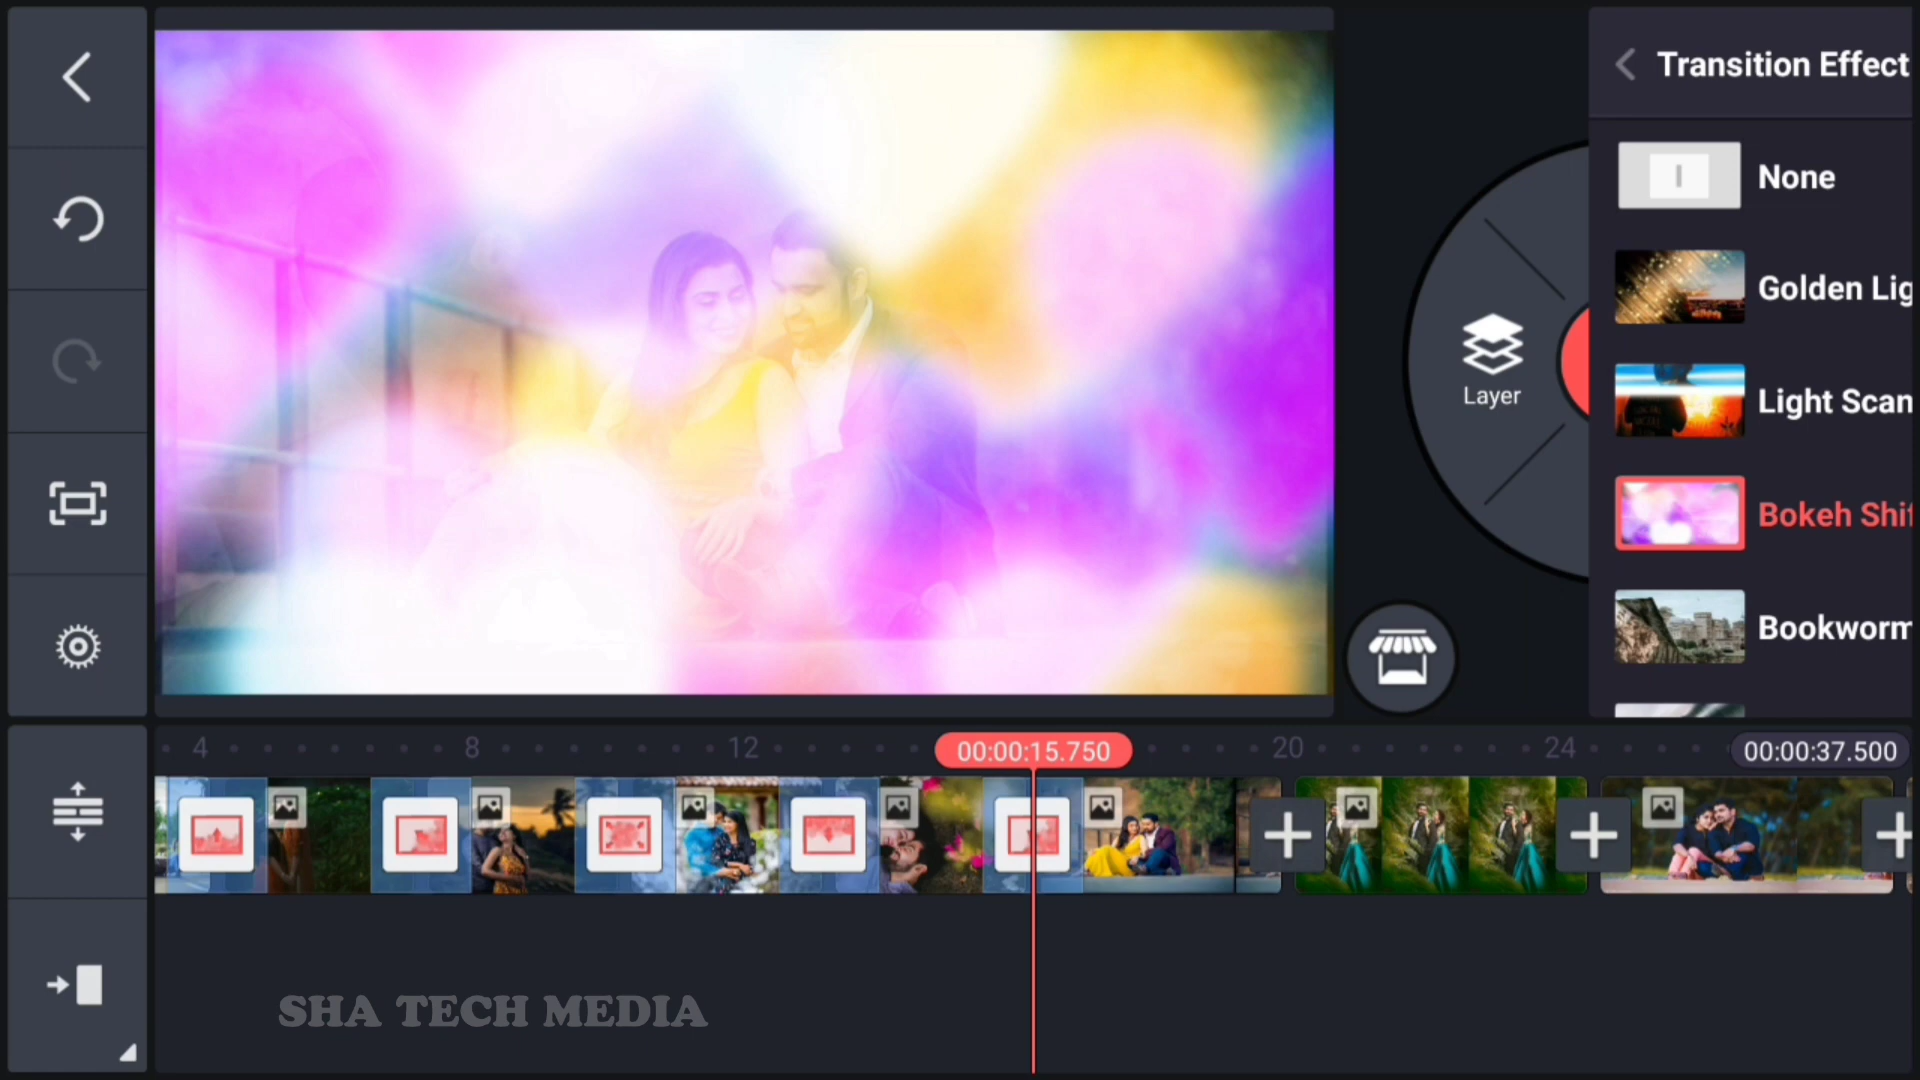 Transition Effect
None
Golden Lig
Light Scan
Layer
Bokeh Shif
Bookworm
4 8 12 00:00:15.750 20 24 00:00:37.500
SHA TECH MEDIA